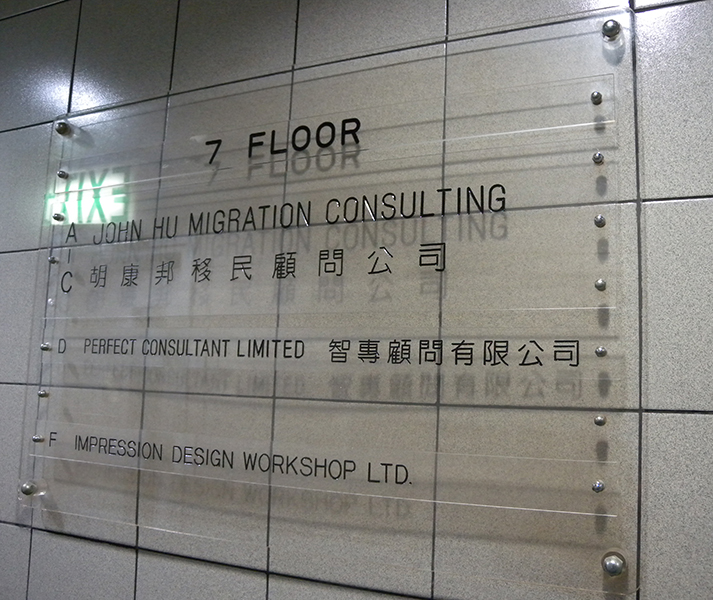 7 FLOOR
EXIT
A JOHN HU MIGRATION CONSULTING
|
C 胡康邦移民顧問公司
D PERFECT CONSULTANT LIMITED 智專顧問有限公司
F IMPRESSION DESIGN WORKSHOP LTD.